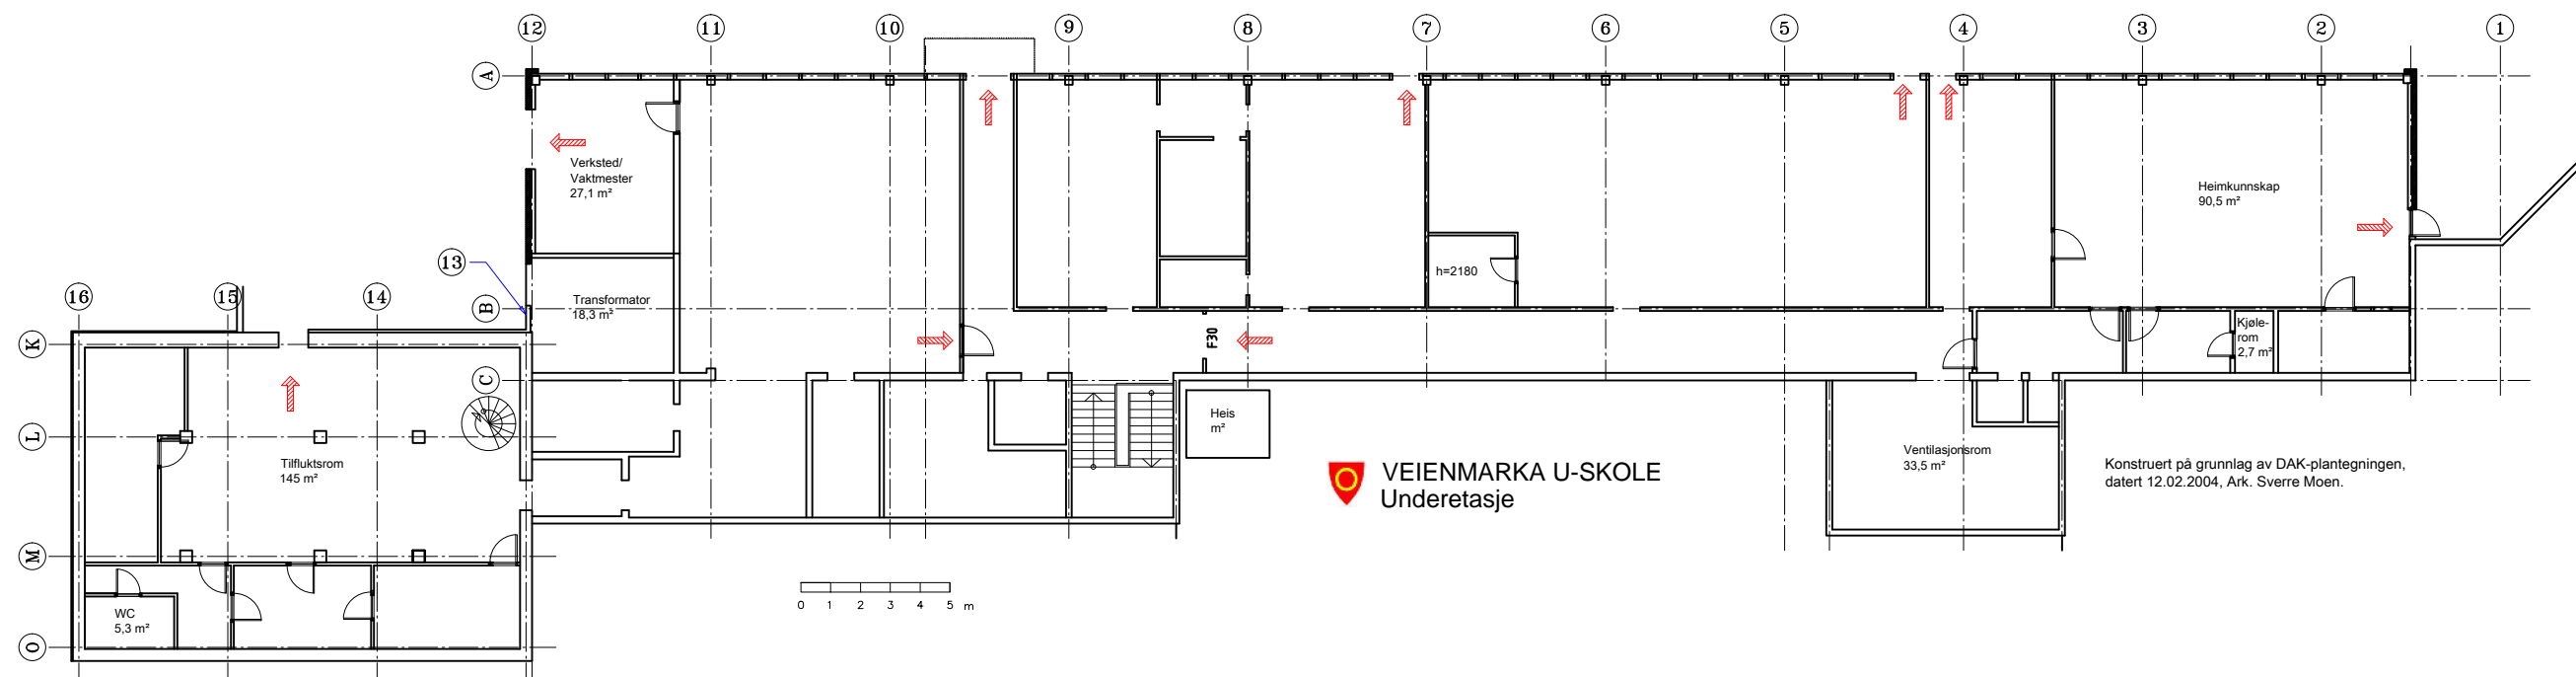 12 11 10 9 8 7 6 5 4 3 2 1
A
Verksted/
Vaktmester
27,1 m²
Heimkunnskap
90,5 m²
13
h=2180
16 15 14
Transformator
18,3 m²
B
K
F30
Kjøle-
rom
2,7 m²
C
Heis
m²
L
Tilfluktsrom
145 m²
Ventilasjonsrom
33,5 m²
VEIENMARKA U-SKOLE
Underetasje
Konstruert på grunnlag av DAK-plantegningen,
datert 12.02.2004, Ark. Sverre Moen.
M
0 1 2 3 4 5 m
WC
5,3 m²
O